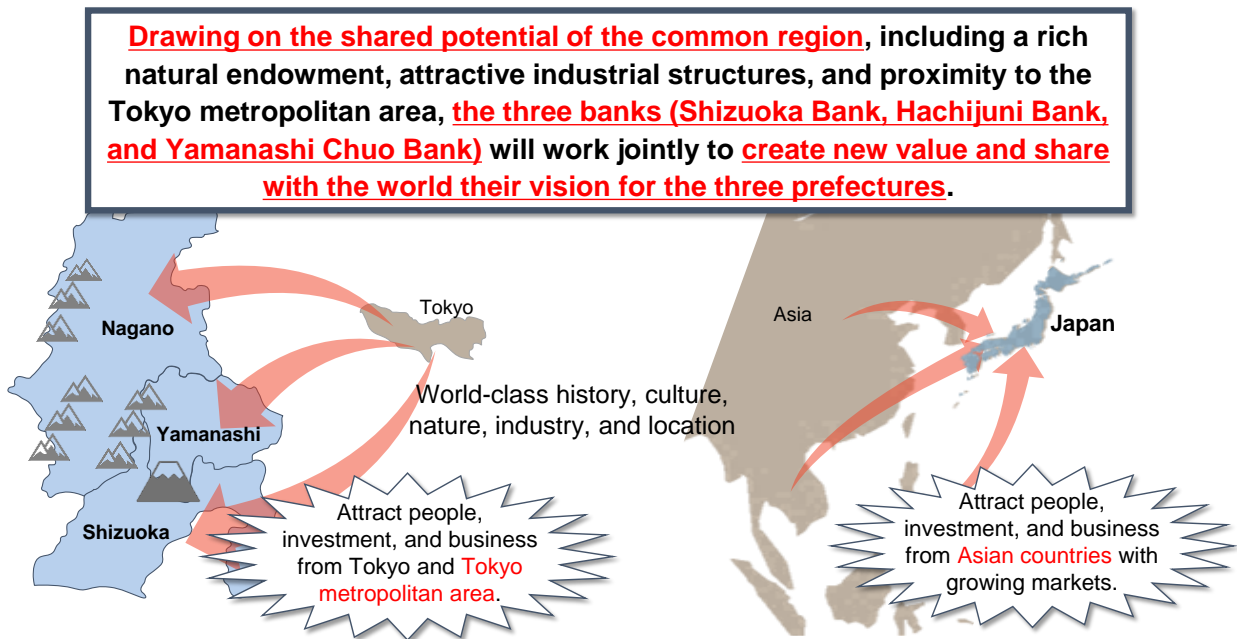 Drawing on the shared potential of the common region, including a rich
natural endowment, attractive industrial structures, and proximity to the
Tokyo metropolitan area, the three banks (Shizuoka Bank, Hachijuni Bank,
and Yamanashi Chuo Bank) will work jointly to create new value and share
with the world their vision for the three prefectures.
Nagano
Tokyo
Yamanashi
Shizuoka
World-class history, culture,
nature, industry, and location
Attract people,
investment, and business
from Tokyo and Tokyo
metropolitan area.
Asia
Japan
Attract people,
investment, and business
from Asian countries with
growing markets.